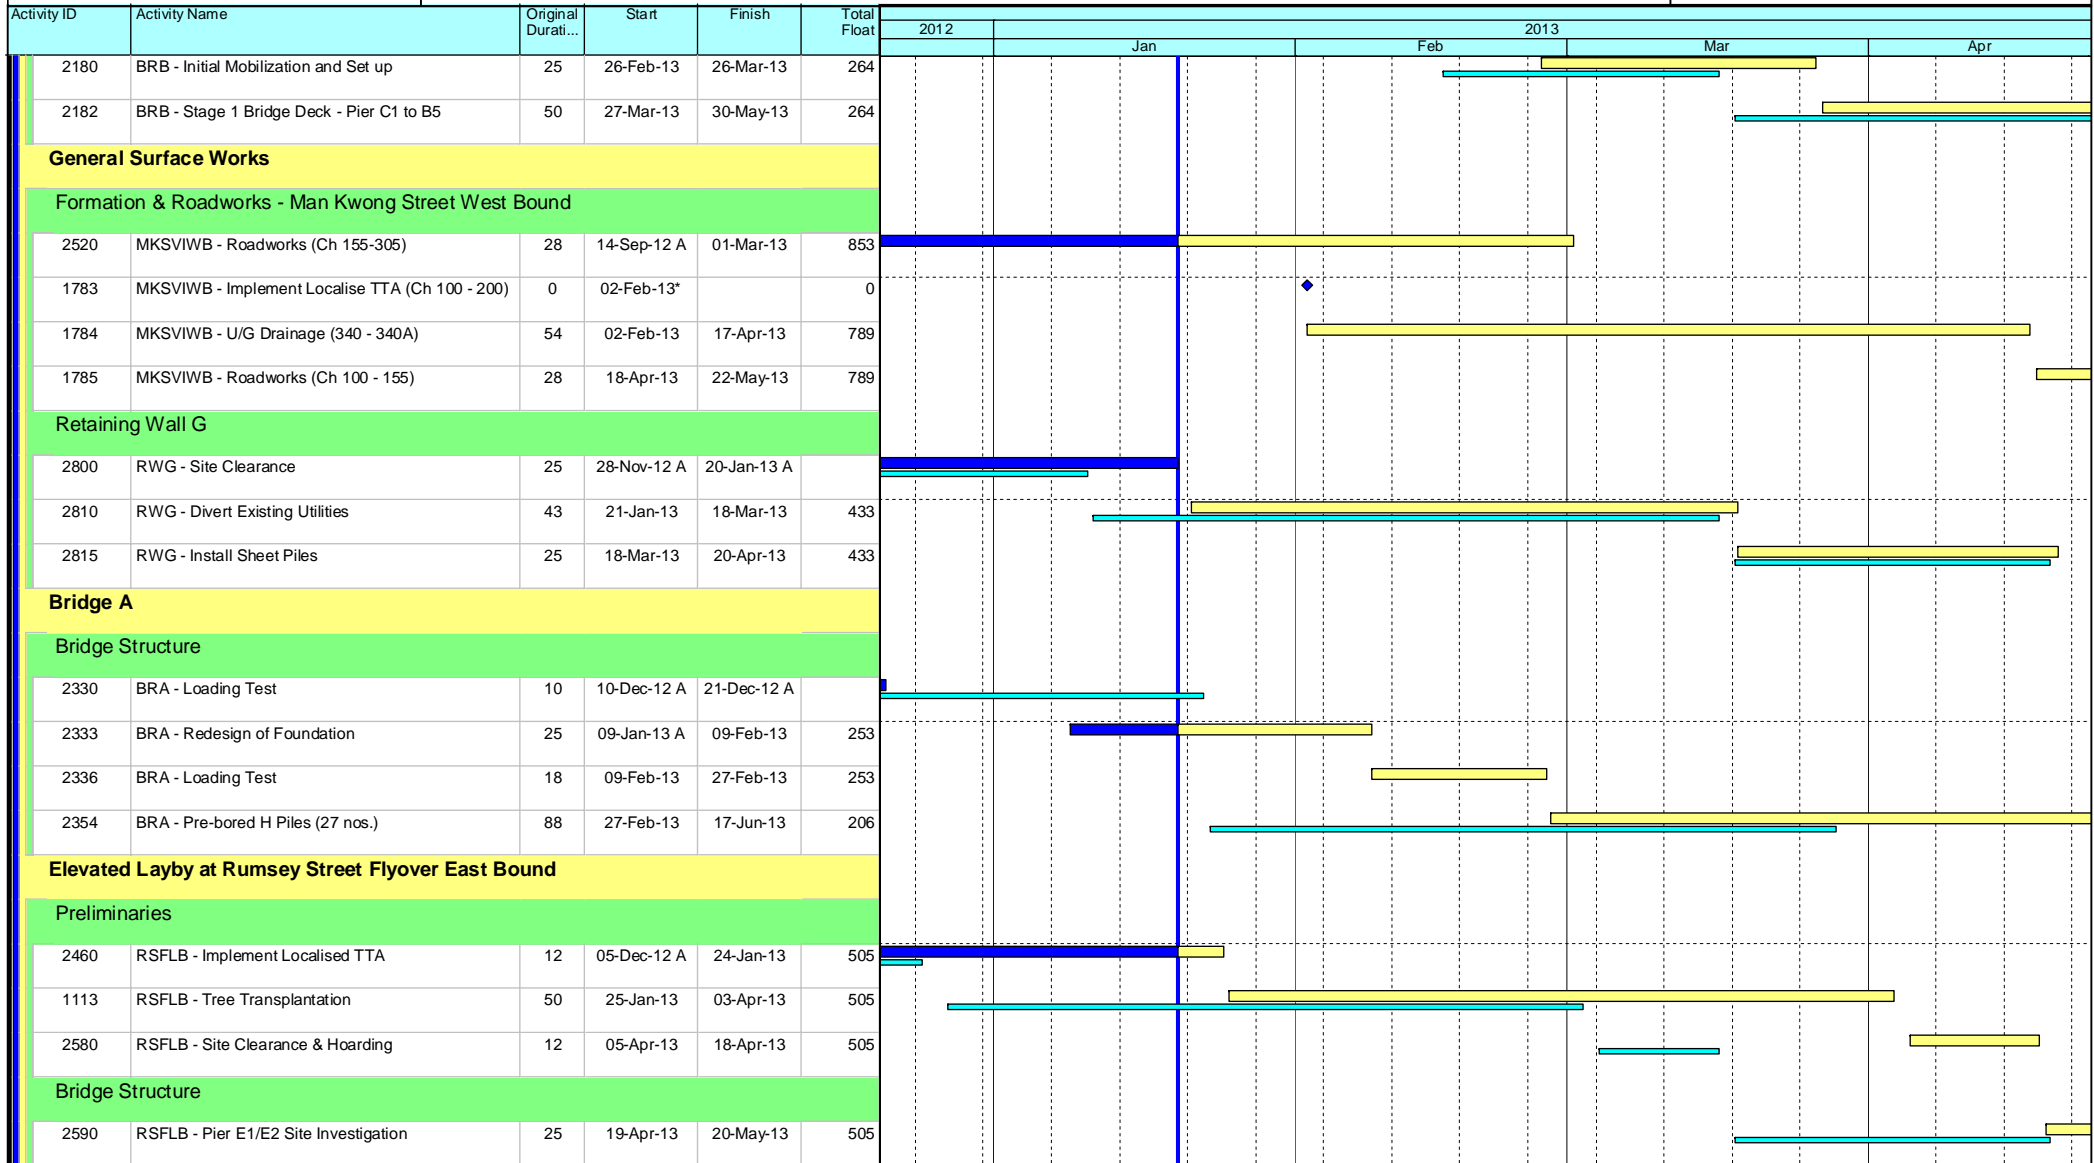 Activity ID Activity Name Original Durati... Start Finish Total Float 2012 2013
Jan Feb Mar Apr
2180 BRB - Initial Mobilization and Set up 25 26-Feb-13 26-Mar-13 264
2182 BRB - Stage 1 Bridge Deck - Pier C1 to B5 50 27-Mar-13 30-May-13 264
General Surface Works
Formation & Roadworks - Man Kwong Street West Bound
2520 MKSVIWB - Roadworks (Ch 155-305) 28 14-Sep-12 A 01-Mar-13 853
1783 MKSVIWB - Implement Localise TTA (Ch 100 - 200) 0 02-Feb-13* 0
1784 MKSVIWB - U/G Drainage (340 - 340A) 54 02-Feb-13 17-Apr-13 789
1785 MKSVIWB - Roadworks (Ch 100 - 155) 28 18-Apr-13 22-May-13 789
Retaining Wall G
2800 RWG - Site Clearance 25 28-Nov-12 A 20-Jan-13 A
2810 RWG - Divert Existing Utilities 43 21-Jan-13 18-Mar-13 433
2815 RWG - Install Sheet Piles 25 18-Mar-13 20-Apr-13 433
Bridge A
Bridge Structure
2330 BRA - Loading Test 10 10-Dec-12 A 21-Dec-12 A
2333 BRA - Redesign of Foundation 25 09-Jan-13 A 09-Feb-13 253
2336 BRA - Loading Test 18 09-Feb-13 27-Feb-13 253
2354 BRA - Pre-bored H Piles (27 nos.) 88 27-Feb-13 17-Jun-13 206
Elevated Layby at Rumsey Street Flyover East Bound
Preliminaries
2460 RSFLB - Implement Localised TTA 12 05-Dec-12 A 24-Jan-13 505
1113 RSFLB - Tree Transplantation 50 25-Jan-13 03-Apr-13 505
2580 RSFLB - Site Clearance & Hoarding 12 05-Apr-13 18-Apr-13 505
Bridge Structure
2590 RSFLB - Pier E1/E2 Site Investigation 25 19-Apr-13 20-May-13 505